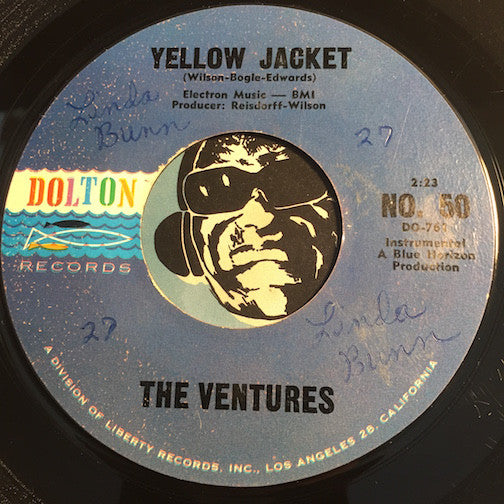 YELLOW JACKET
(Wilson-Bogle-Edwards)
Electron Music — BMI
Producer: Reisdorff-Wilson
Linda
Bunn
27
DOLTON
RECORDS
2:23
NO. 50
DO-761
Instrumental
A Blue Horizon
Production
27
Linda
Bunn
THE VENTURES
A DIVISION OF LIBERTY RECORDS, INC., LOS ANGELES 28, CALIFORNIA